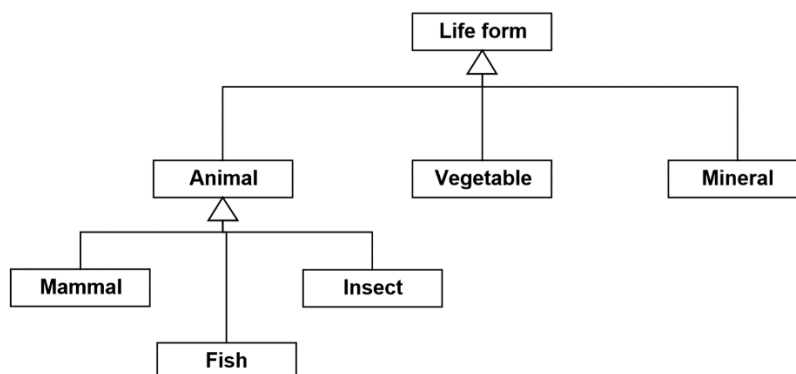 Life form
Animal
Vegetable
Mineral
Mammal
Insect
Fish